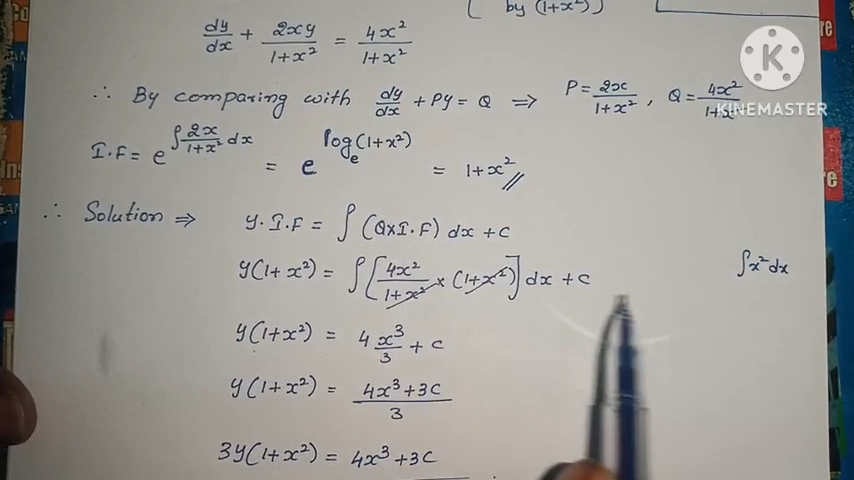 by (1+x²)
dy/dx + 2xy/1+x² = 4x²/1+x²
∴ By comparing with dy/dx + Py = Q ⇒ P = 2x/1+x² , Q = 4x²/1+x²
KINEMASTER
I.F = e^∫2x/1+x² dx = e^logₑ(1+x²) = 1+x² //
∴ Solution ⇒ y. I.F = ∫(Q×I.F) dx + c
y(1+x²) = ∫[4x²/1+x² × (1+x²)] dx + c
∫x² dx
y(1+x²) = 4 x³/3 + c
y(1+x²) = 4x³+3c/3
3y(1+x²) = 4x³+3c